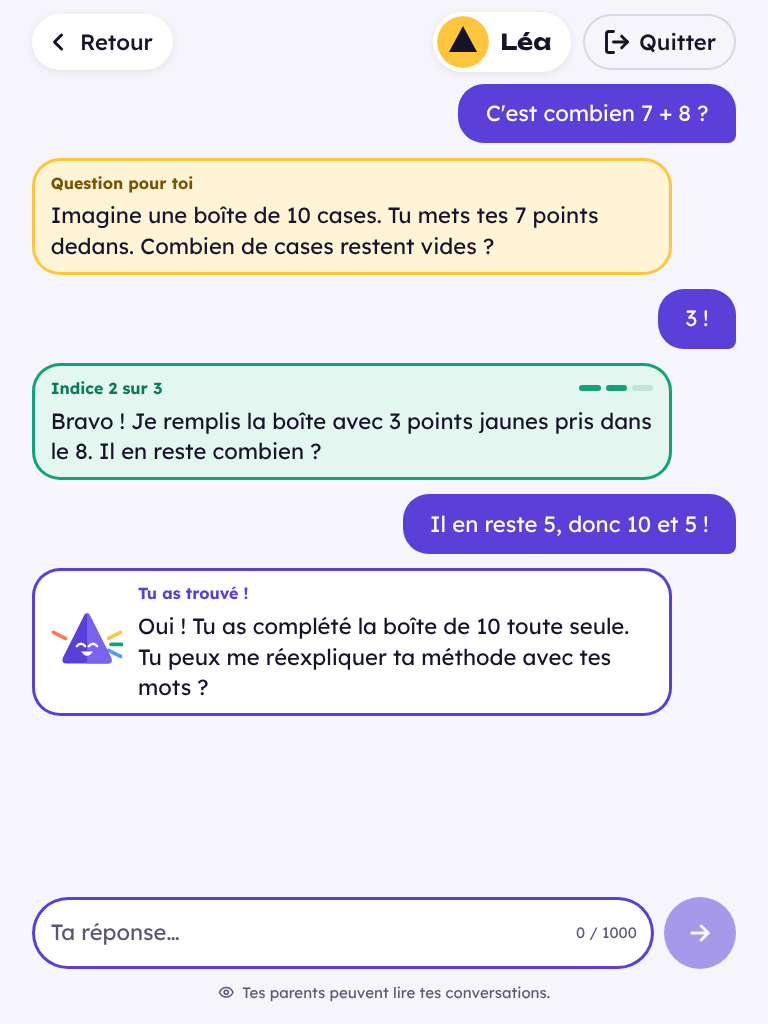 Retour
Léa
Quitter
C'est combien 7 + 8 ?
Question pour toi
Imagine une boîte de 10 cases. Tu mets tes 7 points
dedans. Combien de cases restent vides ?
3 !
Indice 2 sur 3
Bravo ! Je remplis la boîte avec 3 points jaunes pris dans
le 8. Il en reste combien ?
Il en reste 5, donc 10 et 5 !
Tu as trouvé !
Oui ! Tu as complété la boîte de 10 toute seule.
Tu peux me réexpliquer ta méthode avec tes
mots ?
Ta réponse...
0 / 1000
Tes parents peuvent lire tes conversations.